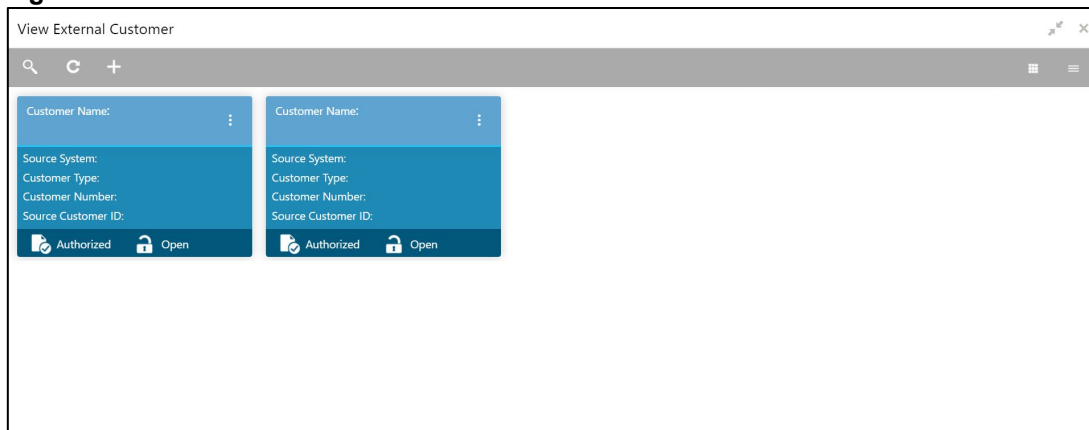 View External Customer
Customer Name:
Source System:
Customer Type:
Customer Number:
Source Customer ID:
Authorized
Open
Customer Name:
Source System:
Customer Type:
Customer Number:
Source Customer ID:
Authorized
Open